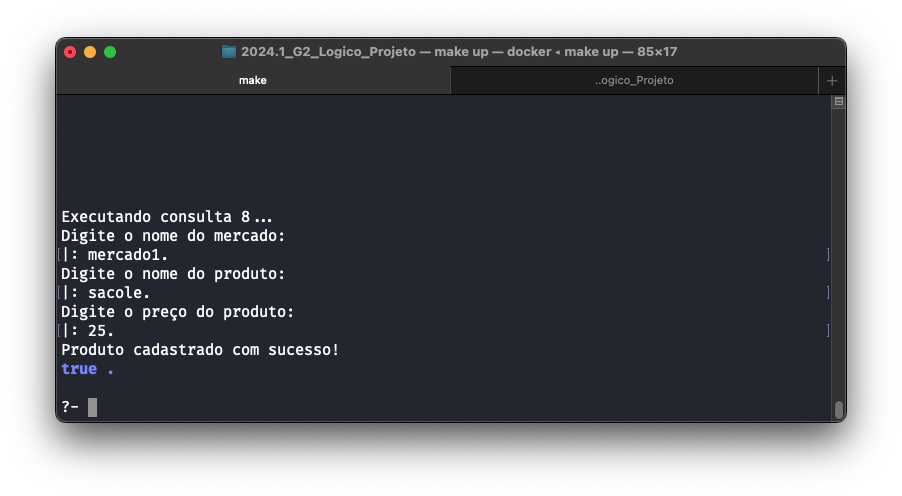 2024.1_G2_Logico_Projeto — make up — docker ◂ make up — 85×17
make
..ogico_Projeto
Executando consulta 8...
Digite o nome do mercado:
|: mercado1.
Digite o nome do produto:
|: sacole.
Digite o preço do produto:
|: 25.
Produto cadastrado com sucesso!
true .
?-